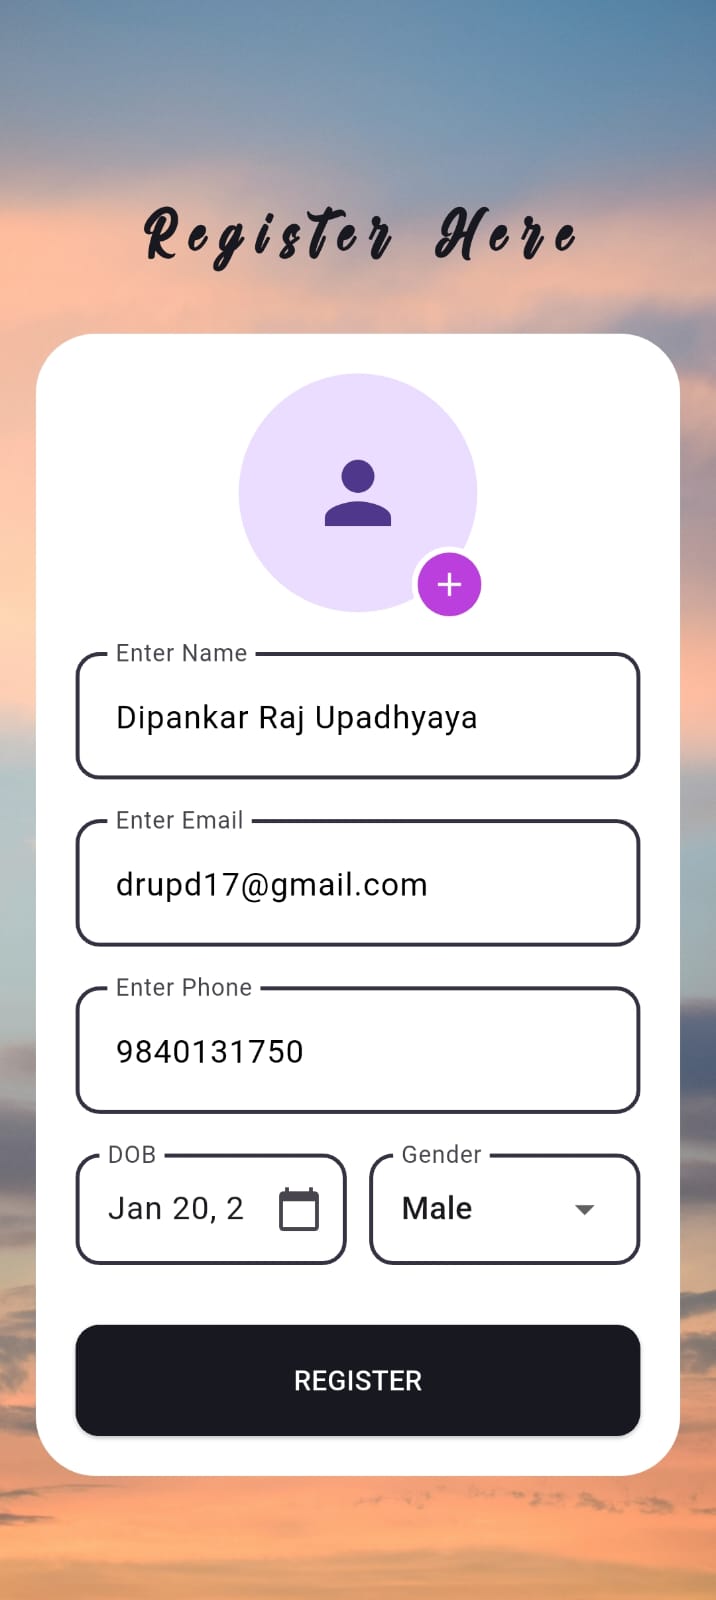 Register Here
Enter Name
Dipankar Raj Upadhyaya
Enter Email
drupd17@gmail.com
Enter Phone
9840131750
DOB Gender
Jan 20, 2 Male
REGISTER